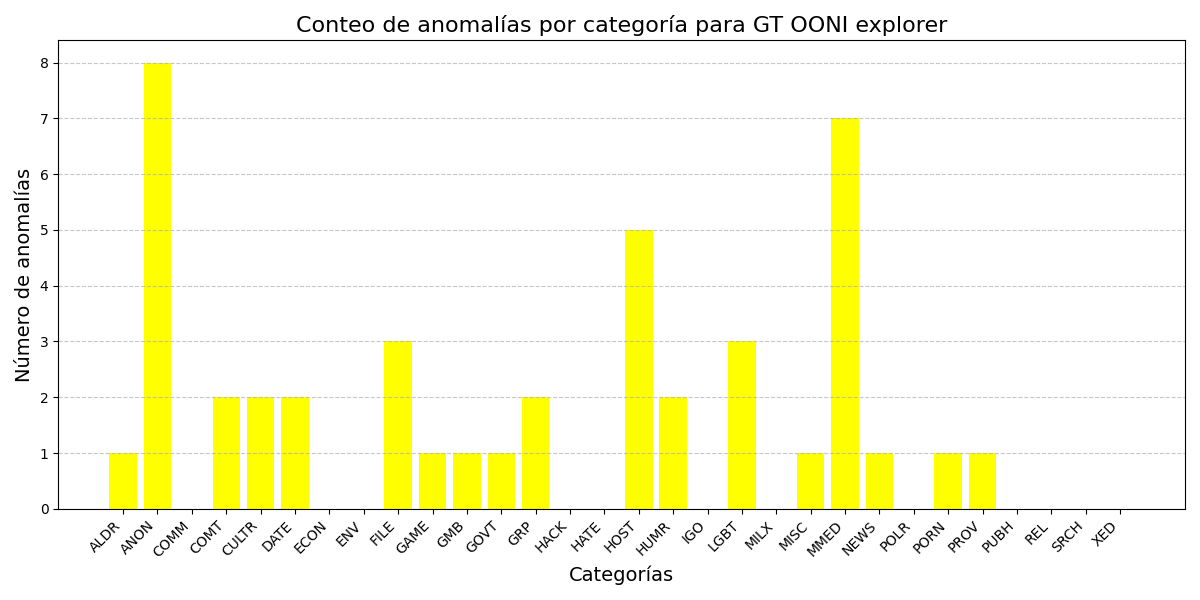 Conteo de anomalías por categoría para GT OONI explorer
Número de anomalías
8
7
6
5
4
3
2
1
0
ALDR
ANON
COMM
COMT
CULTR
DATE
ECON
ENV
FILE
GAME
GMB
GOVT
GRP
HACK
HATE
HOST
HUMR
IGO
LGBT
MILX
MISC
MMED
NEWS
POLR
PORN
PROV
PUBH
REL
SRCH
XED
Categorías